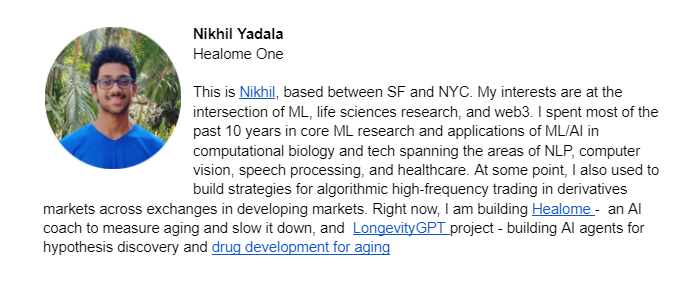 Nikhil Yadala
Healome One
This is Nikhil, based between SF and NYC. My interests are at the
intersection of ML, life sciences research, and web3. I spent most of the
past 10 years in core ML research and applications of ML/AI in
computational biology and tech spanning the areas of NLP, computer
vision, speech processing, and healthcare. At some point, I also used to
build strategies for algorithmic high-frequency trading in derivatives
markets across exchanges in developing markets. Right now, I am building Healome - an AI
coach to measure aging and slow it down, and LongevityGPT project - building AI agents for
hypothesis discovery and drug development for aging